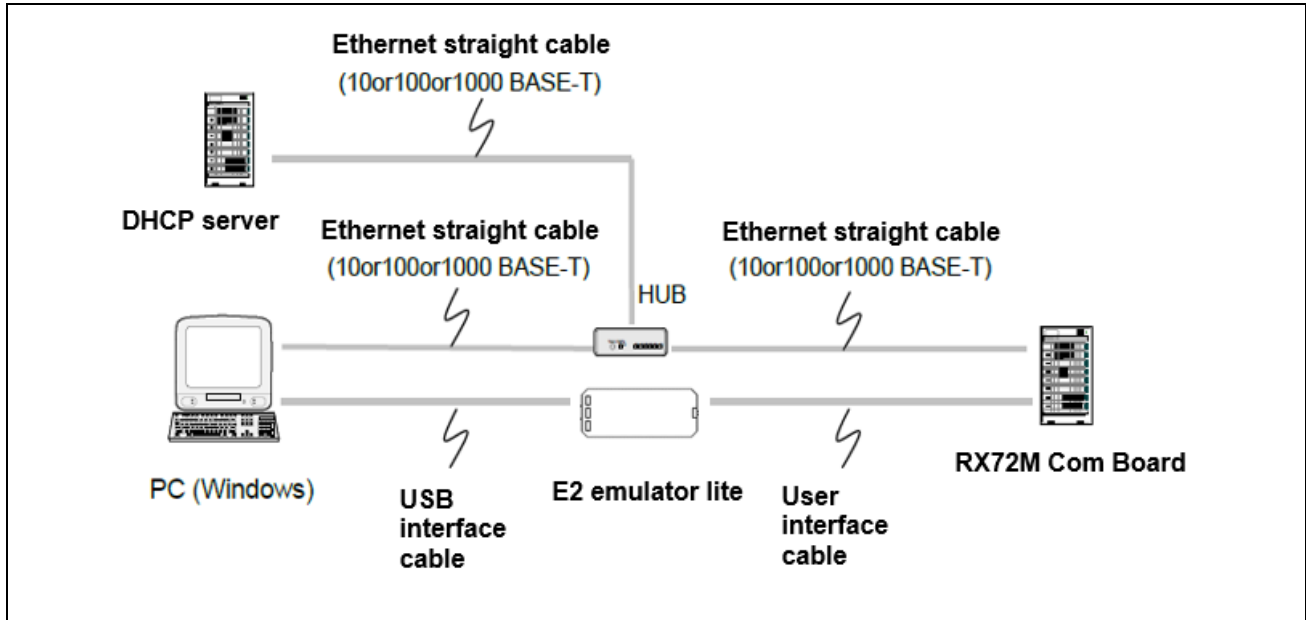 Ethernet straight cable
(10or100or1000 BASE-T)
DHCP server
Ethernet straight cable
(10or100or1000 BASE-T)
Ethernet straight cable
(10or100or1000 BASE-T)
HUB
PC (Windows)
USB
interface
cable
E2 emulator lite
User
interface
cable
RX72M Com Board